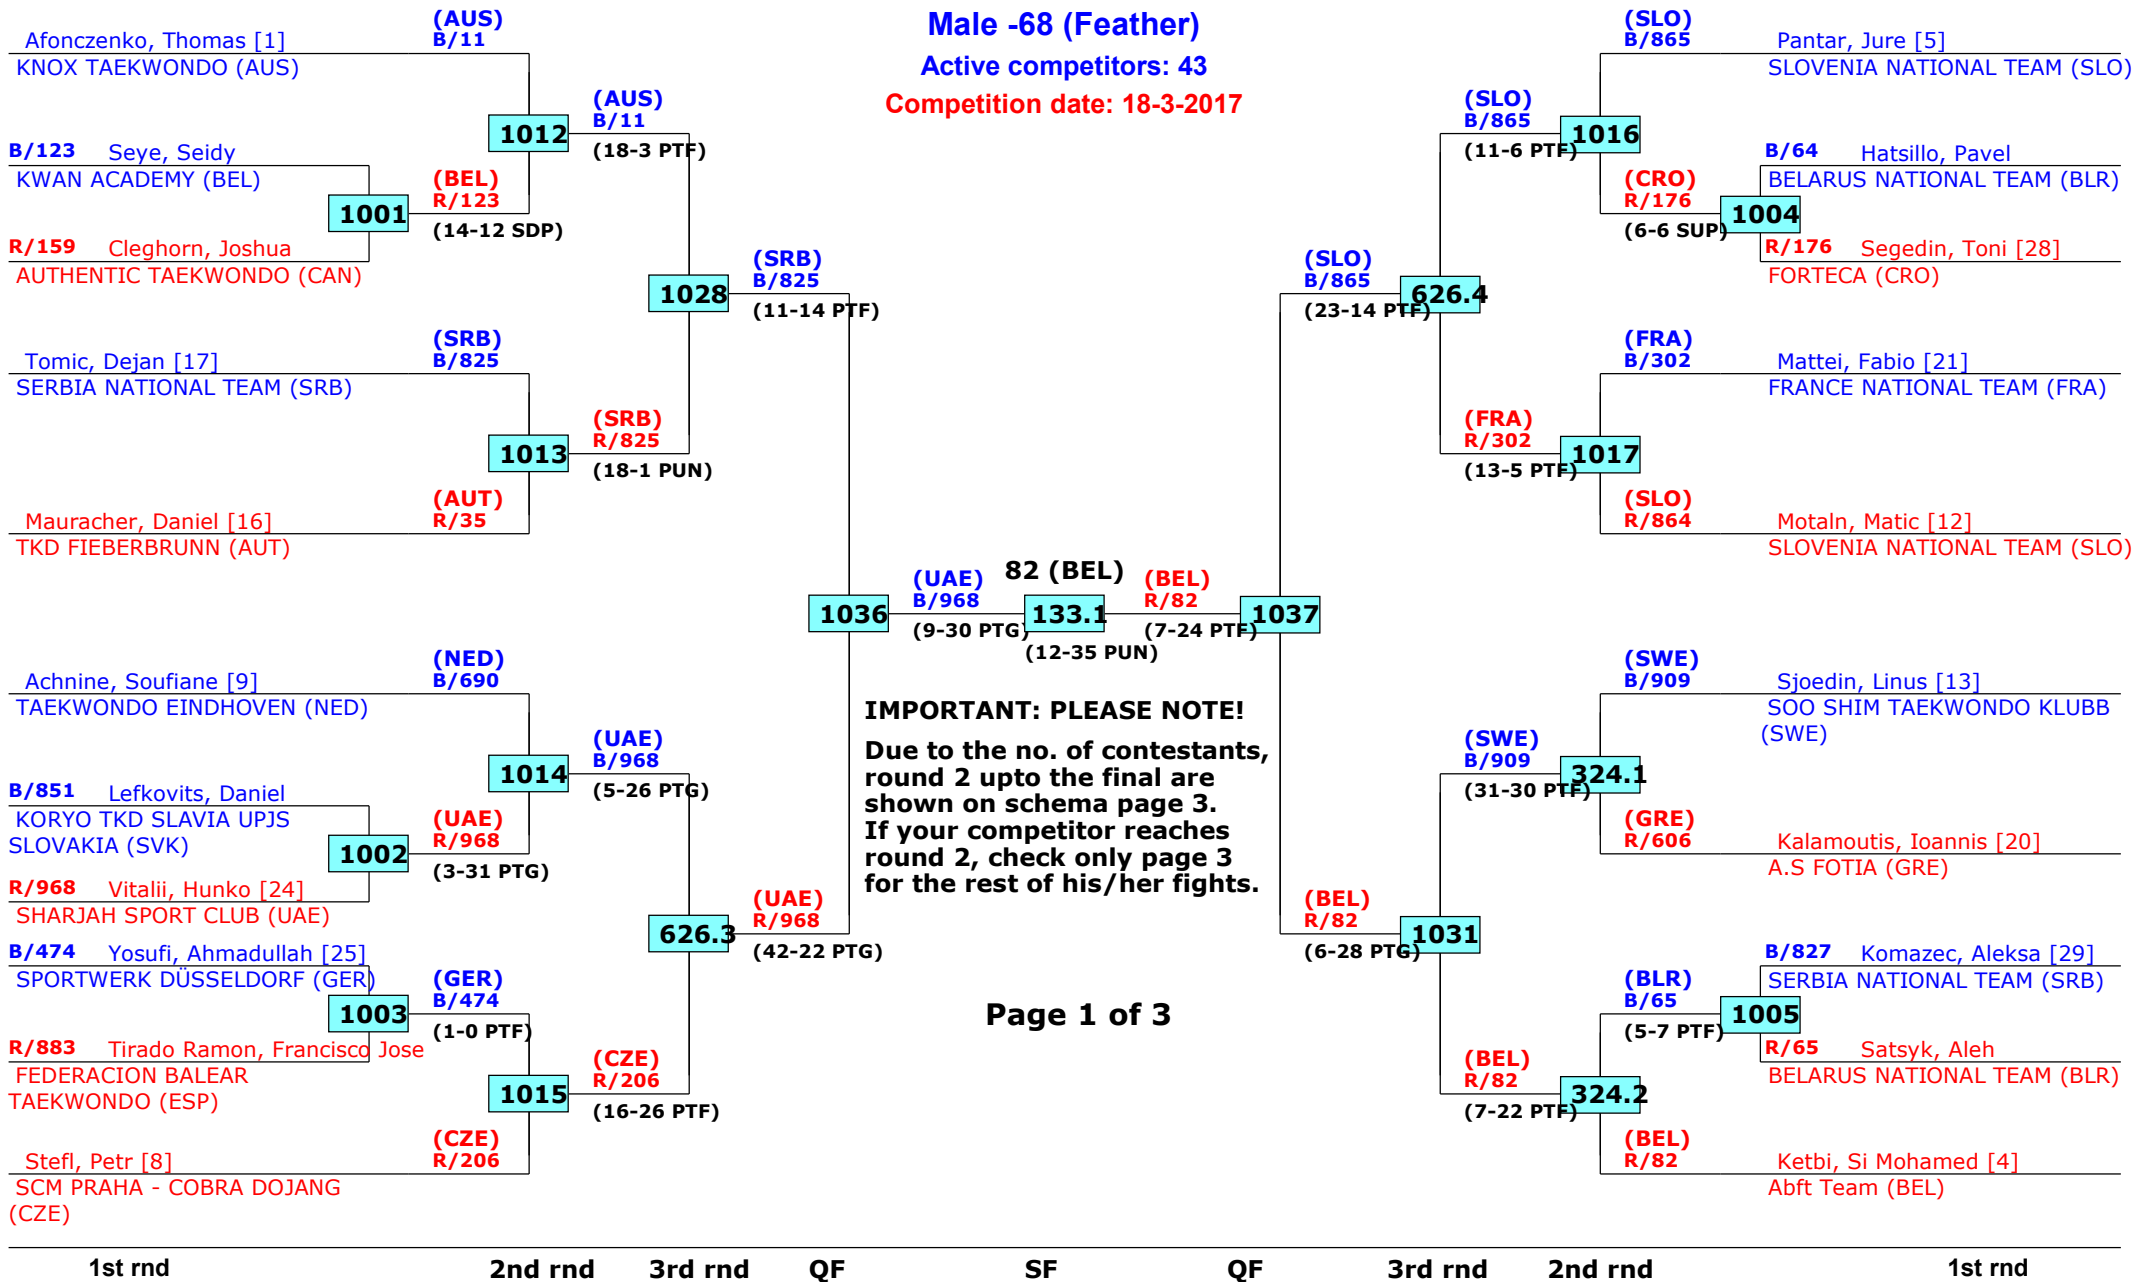 Male -68 (Feather)
Active competitors: 43
Competition date: 18-3-2017
Afonczenko, Thomas [1]
KNOX TAEKWONDO (AUS)
(AUS)
B/11
B/123 Seye, Seidy
KWAN ACADEMY (BEL)
1001
R/159 Cleghorn, Joshua
AUTHENTIC TAEKWONDO (CAN)
(BEL)
R/123
(14-12 SDP)
1012
(AUS)
B/11
(18-3 PTF)
Tomic, Dejan [17]
SERBIA NATIONAL TEAM (SRB)
(SRB)
B/825
1013
(SRB)
R/825
(18-1 PUN)
Mauracher, Daniel [16]
TKD FIEBERBRUNN (AUT)
(AUT)
R/35
1028
(SRB)
B/825
(11-14 PTF)
Achnine, Soufiane [9]
TAEKWONDO EINDHOVEN (NED)
(NED)
B/690
B/851 Lefkovits, Daniel
KORYO TKD SLAVIA UPJS
SLOVAKIA (SVK)
1002
R/968 Vitalii, Hunko [24]
SHARJAH SPORT CLUB (UAE)
(UAE)
R/968
(3-31 PTG)
1014
(UAE)
B/968
(5-26 PTG)
B/474 Yosufi, Ahmadullah [25]
SPORTWERK DÜSSELDORF (GER)
1003
R/883 Tirado Ramon, Francisco Jose
FEDERACION BALEAR
TAEKWONDO (ESP)
(GER)
B/474
(1-0 PTF)
1015
(CZE)
R/206
(16-26 PTF)
Stefl, Petr [8]
SCM PRAHA - COBRA DOJANG
(CZE)
(CZE)
R/206
626.3
(UAE)
R/968
(42-22 PTG)
1036
(UAE)
B/968
(9-30 PTG)
82 (BEL)
133.1
(12-35 PUN)
(BEL)
R/82
(7-24 PTF)
1037
IMPORTANT: PLEASE NOTE!
Due to the no. of contestants,
round 2 upto the final are
shown on schema page 3.
If your competitor reaches
round 2, check only page 3
for the rest of his/her fights.
Page 1 of 3
(SLO)
B/865
(23-14 PTF)
626.4
(SLO)
B/865
(11-6 PTF)
1016
(SLO)
B/865
Pantar, Jure [5]
SLOVENIA NATIONAL TEAM (SLO)
(CRO)
R/176
(6-6 SUP)
1004
B/64 Hatsillo, Pavel
BELARUS NATIONAL TEAM (BLR)
R/176 Segedin, Toni [28]
FORTECA (CRO)
(FRA)
R/302
(13-5 PTF)
1017
(FRA)
B/302
Mattei, Fabio [21]
FRANCE NATIONAL TEAM (FRA)
(SLO)
R/864
Motaln, Matic [12]
SLOVENIA NATIONAL TEAM (SLO)
(BEL)
R/82
(6-28 PTG)
1031
(SWE)
B/909
(31-30 PTF)
324.1
(SWE)
B/909
Sjoedin, Linus [13]
SOO SHIM TAEKWONDO KLUBB
(SWE)
(GRE)
R/606
Kalamoutis, Ioannis [20]
A.S FOTIA (GRE)
(BEL)
R/82
(7-22 PTF)
324.2
(BLR)
B/65
(5-7 PTF)
1005
B/827 Komazec, Aleksa [29]
SERBIA NATIONAL TEAM (SRB)
R/65 Satsyk, Aleh
BELARUS NATIONAL TEAM (BLR)
(BEL)
R/82
Ketbi, Si Mohamed [4]
Abft Team (BEL)
1st rnd 2nd rnd 3rd rnd QF SF QF 3rd rnd 2nd rnd 1st rnd